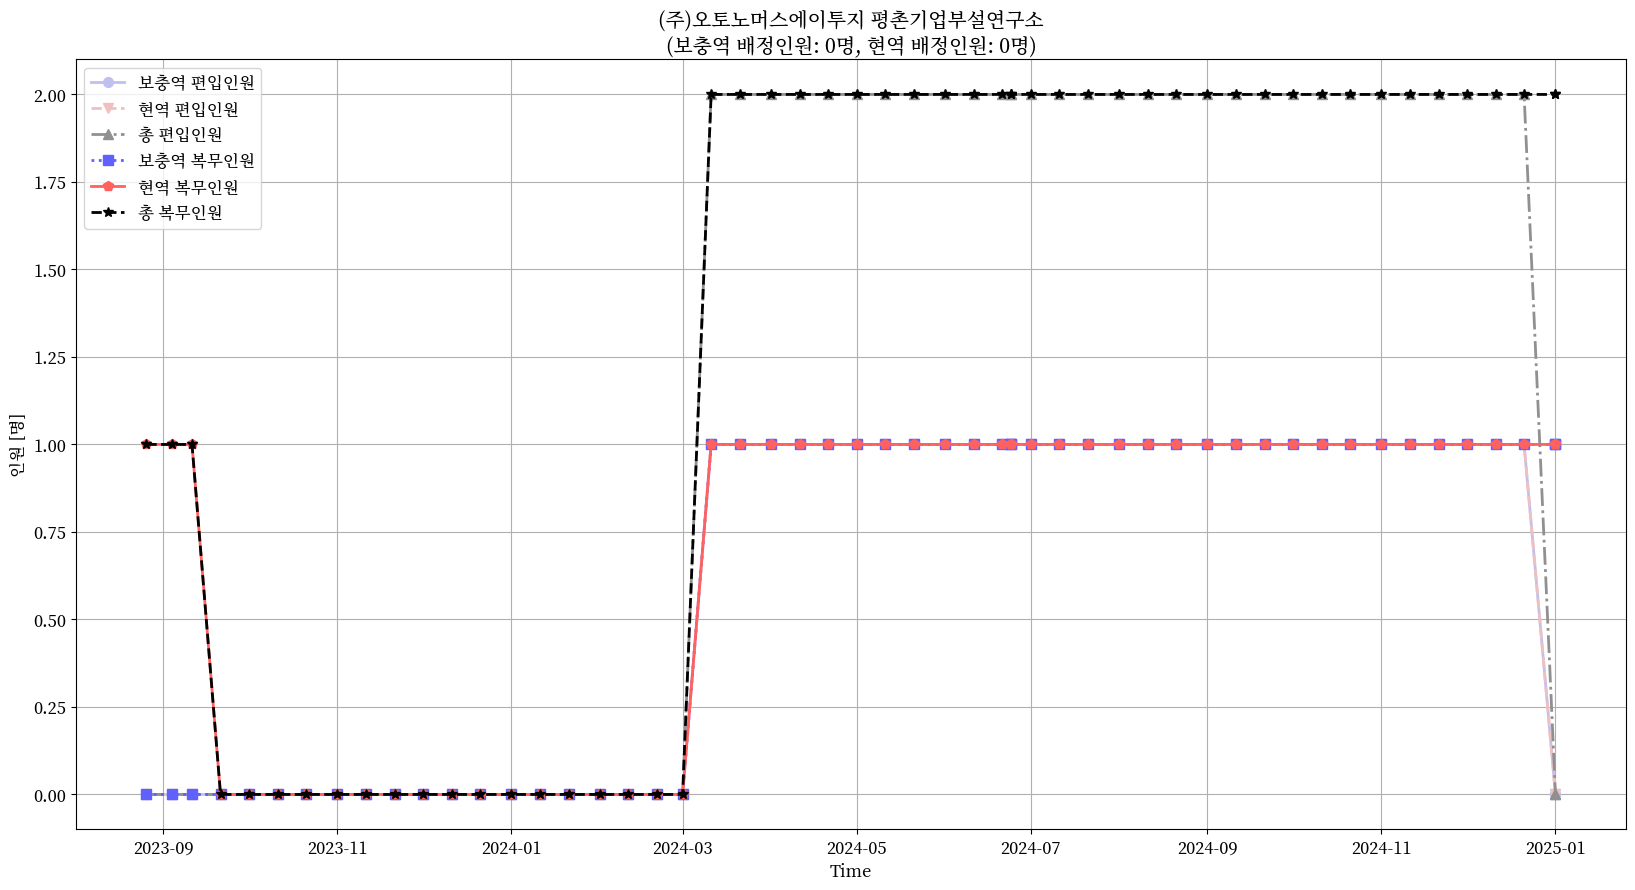 (주)오토노머스에이투지 평촌기업부설연구소
(보충역 배정인원: 0명, 현역 배정인원: 0명)
보충역 편입인원
현역 편입인원
총 편입인원
보충역 복무인원
현역 복무인원
총 복무인원
인원 [명]
2.00
1.75
1.50
1.25
1.00
0.75
0.50
0.25
0.00
2023-09
2023-11
2024-01
2024-03
2024-05
2024-07
2024-09
2024-11
2025-01
Time